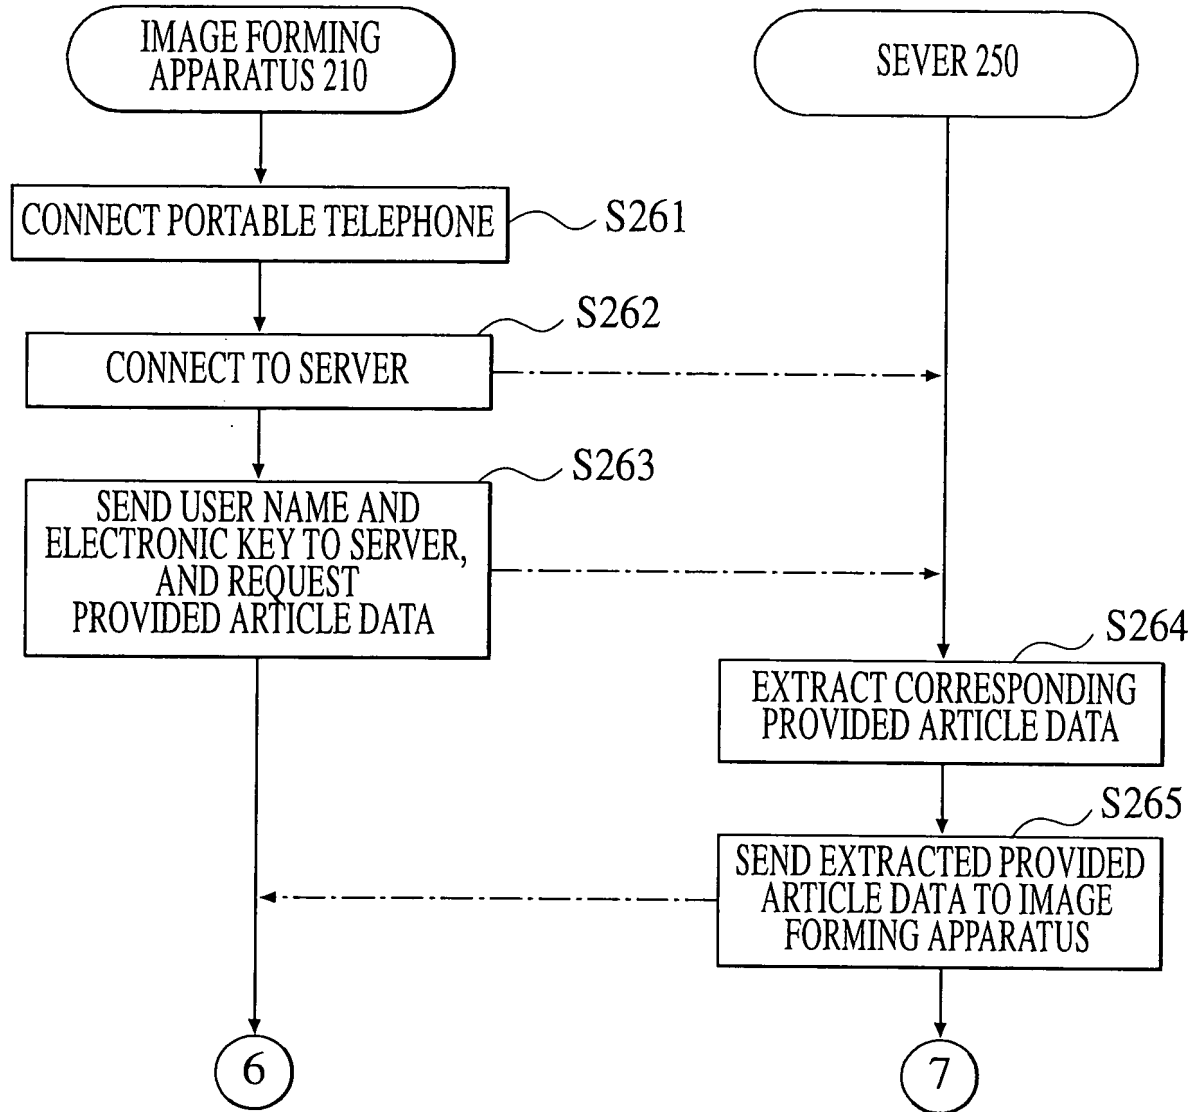 IMAGE FORMING
APPARATUS 210
SEVER 250
CONNECT PORTABLE TELEPHONE
S261
S262
CONNECT TO SERVER
S263
SEND USER NAME AND
ELECTRONIC KEY TO SERVER,
AND REQUEST
PROVIDED ARTICLE DATA
S264
EXTRACT CORRESPONDING
PROVIDED ARTICLE DATA
S265
SEND EXTRACTED PROVIDED
ARTICLE DATA TO IMAGE
FORMING APPARATUS
6
7